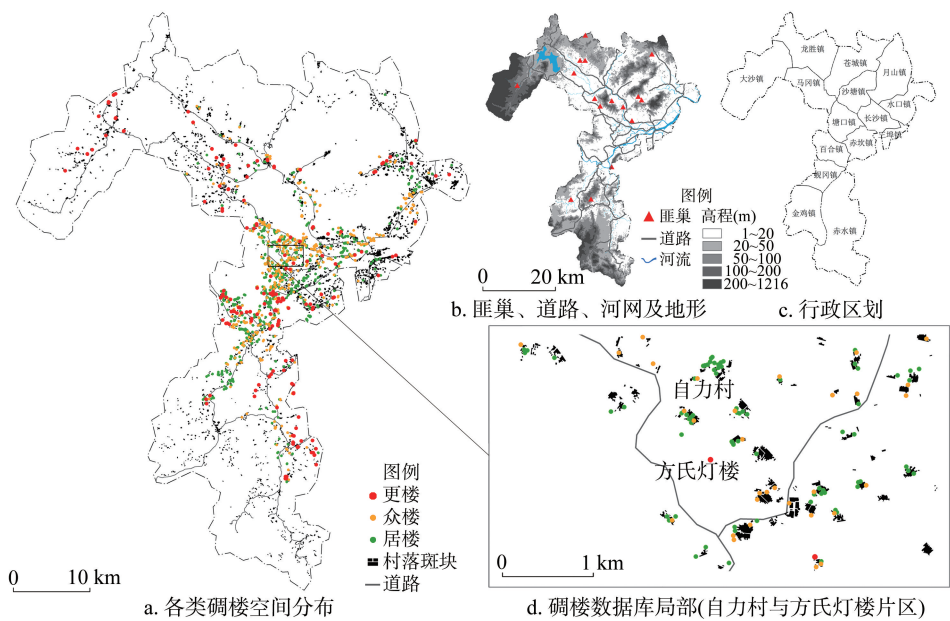 图例
更楼
众楼
居楼
村落斑块
道路
0 10 km
a. 各类碉楼空间分布
图例
匪巢 高程(m)
道路 1~20
河流 20~50
50~100
100~200
200~1216
0 20 km
b. 匪巢、道路、河网及地形
龙胜镇
苍城镇
大沙镇
马冈镇
月山镇
沙塘镇
水口镇
长沙镇
塘口镇
三埠镇
赤坎镇
百合镇
蚬冈镇
金鸡镇
赤水镇
c. 行政区划
自力村
方氏灯楼
0 1 km
d. 碉楼数据库局部(自力村与方氏灯楼片区)